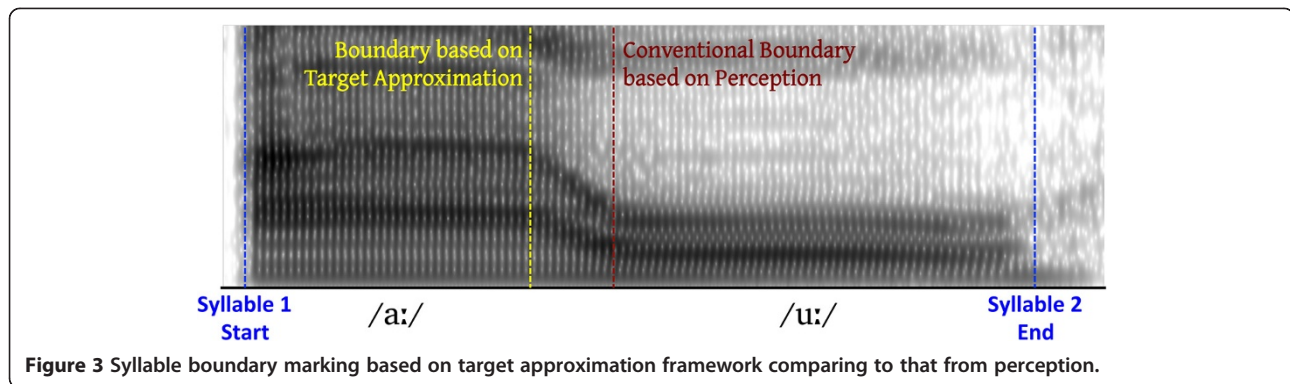 Boundary based on
Target Approximation
Conventional Boundary
based on Perception
Syllable 1
Start
/aː/
/uː/
Syllable 2
End
Figure 3 Syllable boundary marking based on target approximation framework comparing to that from perception.